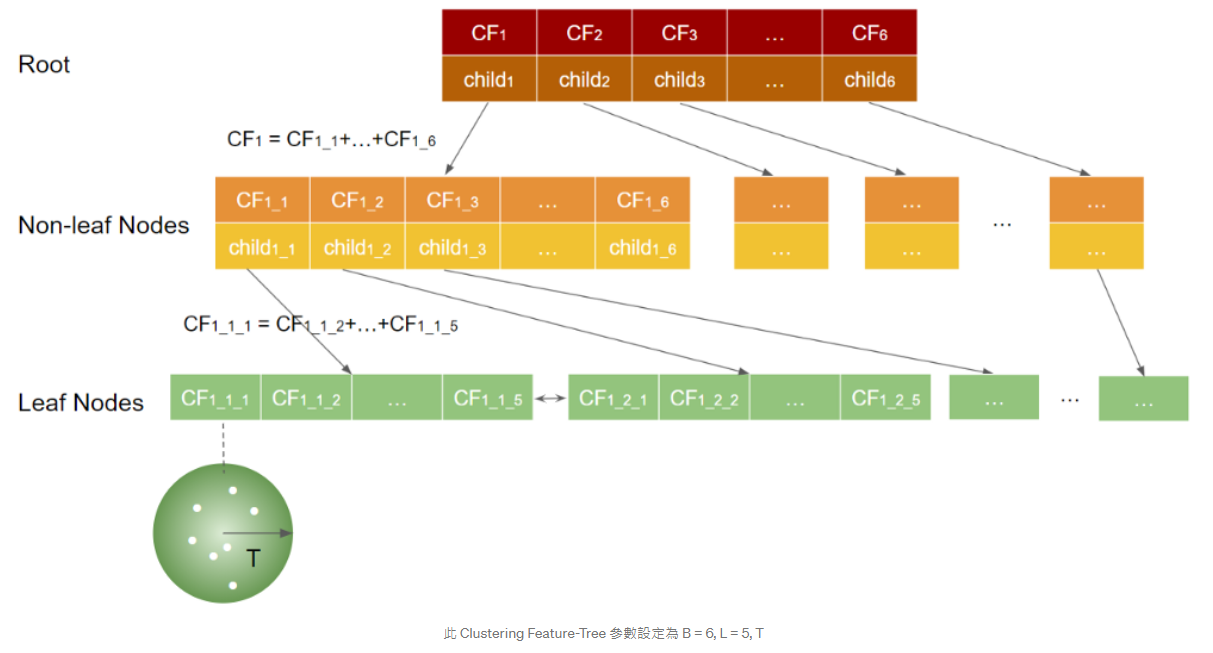 CF1 CF2 CF3 ... CF6
Root
child1 child2 child3 ... child6
CF1 = CF1_1+...+CF1_6
CF1_1 CF1_2 CF1_3 ... CF1_6 ... ... ...
Non-leaf Nodes
...
child1_1 child1_2 child1_3 ... child1_6 ... ... ...
CF1_1_1 = CF1_1_2+...+CF1_1_5
Leaf Nodes
CF1_1_1 CF1_1_2 ... CF1_1_5 CF1_2_1 CF1_2_2 ... CF1_2_5 ... ... ...
T
此 Clustering Feature-Tree 參數設定為 B = 6, L = 5, T